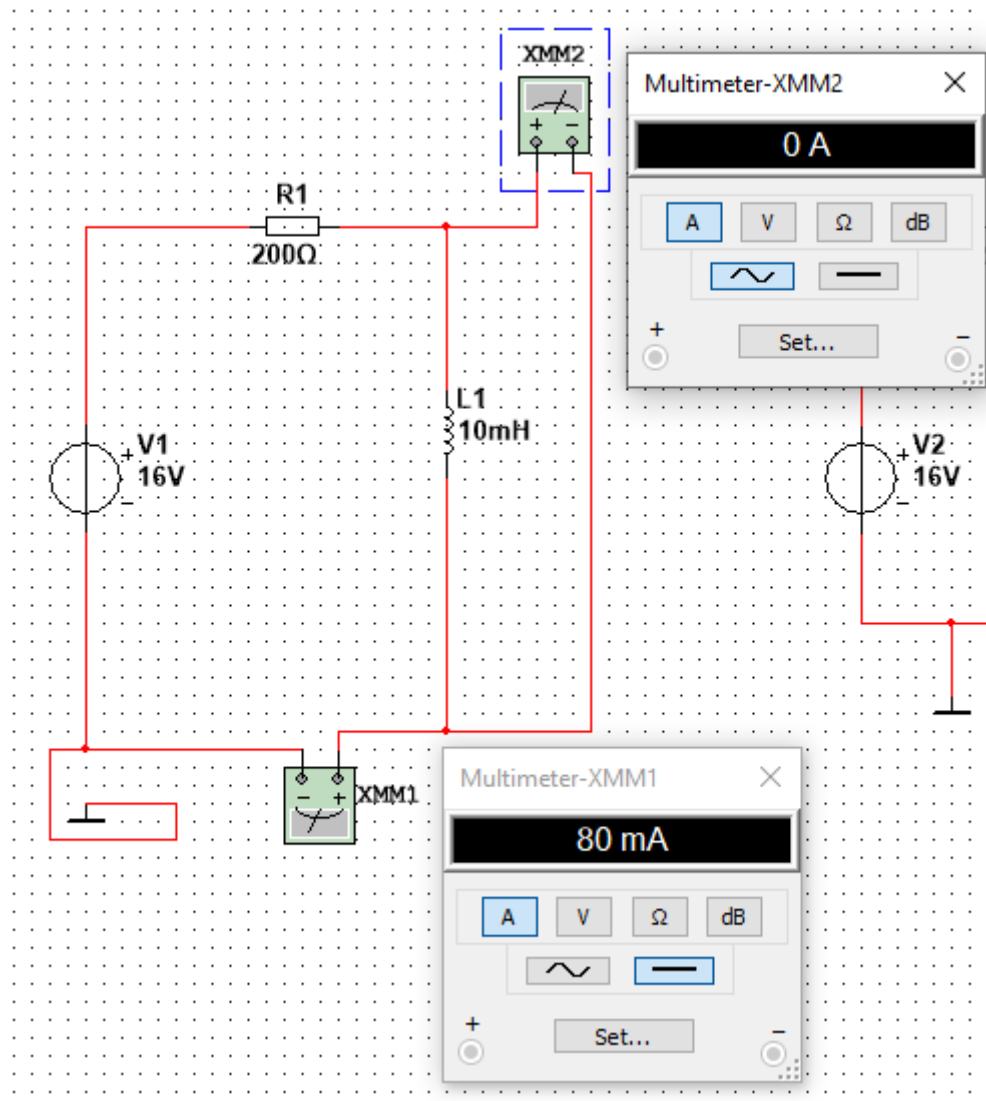 XMM2
+ −
Multimeter-XMM2
0 A
A V Ω dB
+ Set... −
R1
200Ω
L1
10mH
V1
+
16V
−
V2
+
16V
−
− +
XMM1
Multimeter-XMM1
80 mA
A V Ω dB
+ Set... −